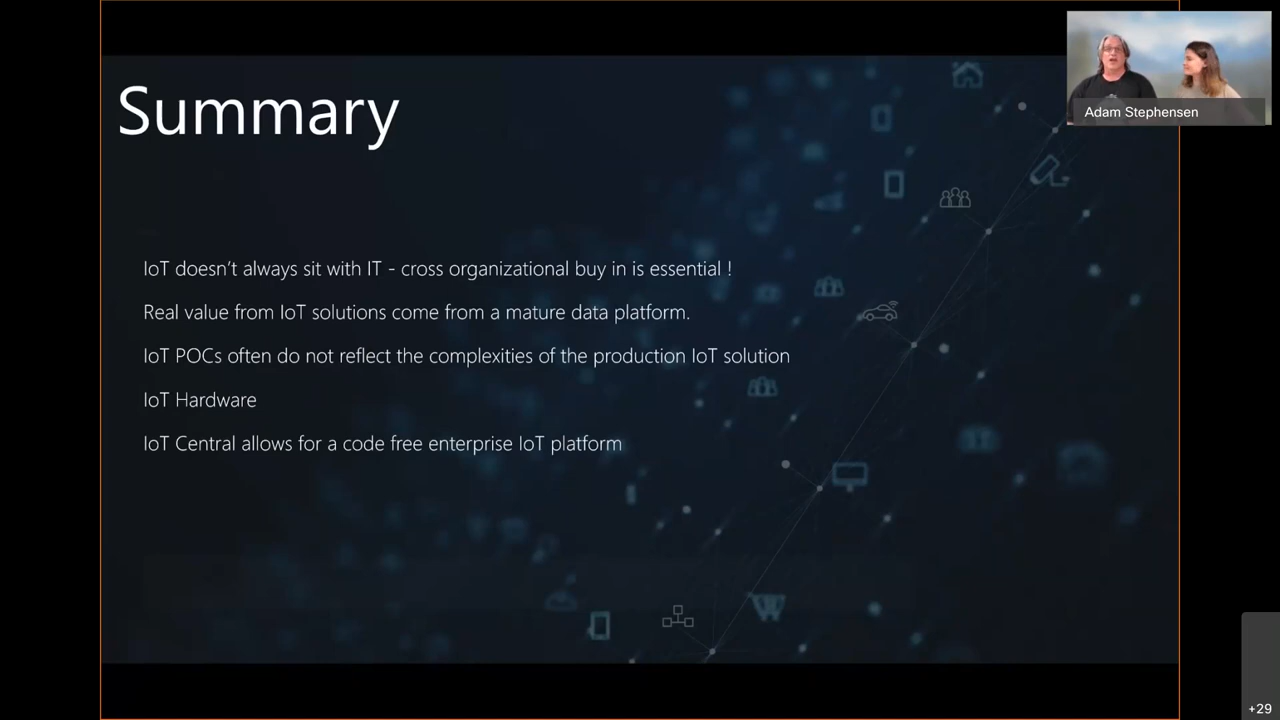 Summary
Adam Stephensen
IoT doesn’t always sit with IT - cross organizational buy in is essential !
Real value from IoT solutions come from a mature data platform.
IoT POCs often do not reflect the complexities of the production IoT solution
IoT Hardware
IoT Central allows for a code free enterprise IoT platform
+29